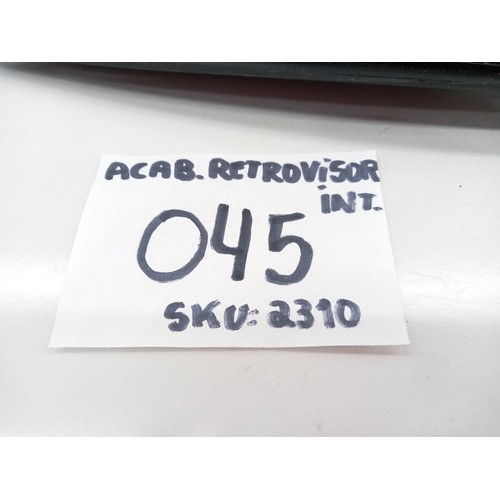 ACAB. RETROVISOR
INT.
045
SKU: 2310